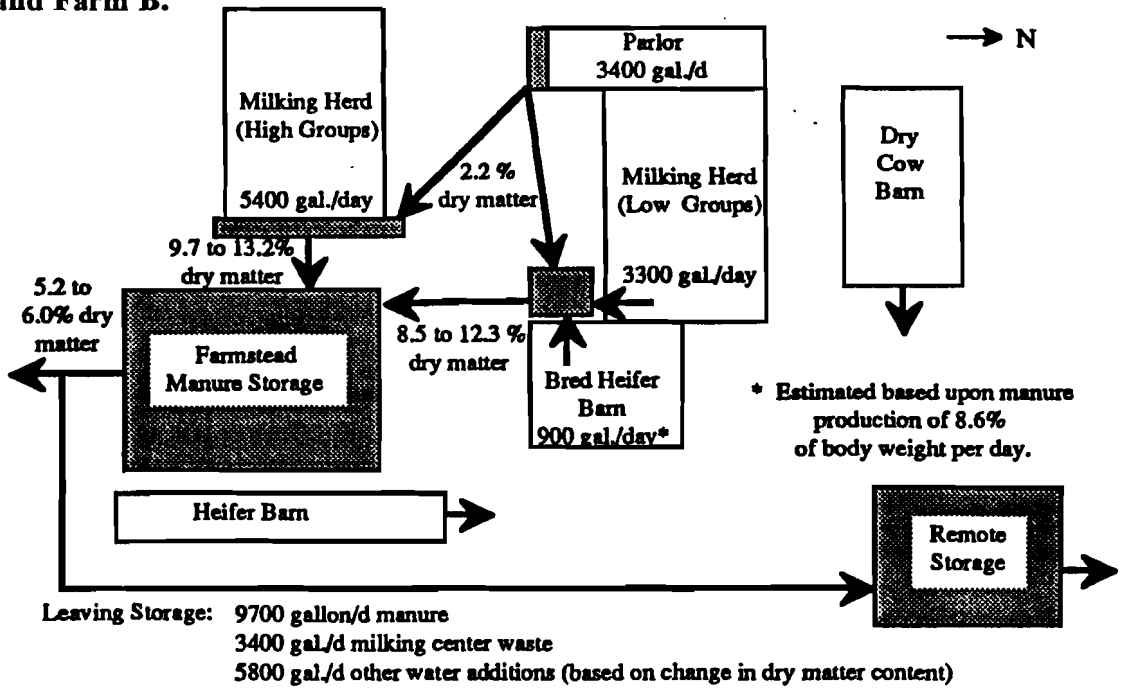 and Farm B.
Parlor
3400 gal./d
N
Milking Herd
(High Groups)
5400 gal./day
2.2 %
dry matter
Milking Herd
(Low Groups)
3300 gal./day
Dry
Cow
Barn
9.7 to 13.2%
dry matter
5.2 to
6.0% dry
matter
Farmstead
Manure Storage
8.5 to 12.3 %
dry matter
Bred Heifer
Barn
900 gal./day*
* Estimated based upon manure
production of 8.6%
of body weight per day.
Heifer Barn
Remote
Storage
Leaving Storage: 9700 gallon/d manure
3400 gal./d milking center waste
5800 gal./d other water additions (based on change in dry matter content)